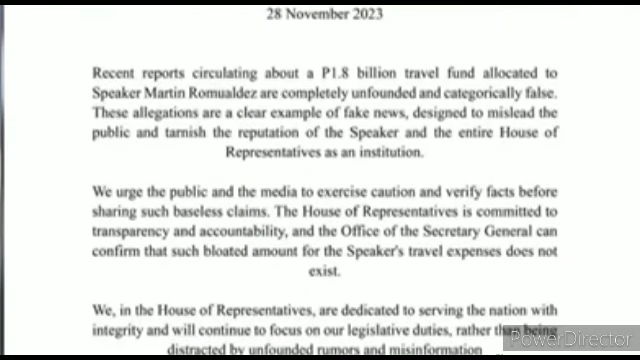 28 November 2023
Recent reports circulating about a P1.8 billion travel fund allocated to
Speaker Martin Romualdez are completely unfounded and categorically false.
These allegations are a clear example of fake news, designed to mislead the
public and tarnish the reputation of the Speaker and the entire House of
Representatives as an institution.
We urge the public and the media to exercise caution and verify facts before
sharing such baseless claims. The House of Representatives is committed to
transparency and accountability, and the Office of the Secretary General can
confirm that such bloated amount for the Speaker's travel expenses does not
exist.
We, in the House of Representatives, are dedicated to serving the nation with
integrity and will continue to focus on our legislative duties, rather than being
distracted by unfounded rumors and misinformation
PowerDirector